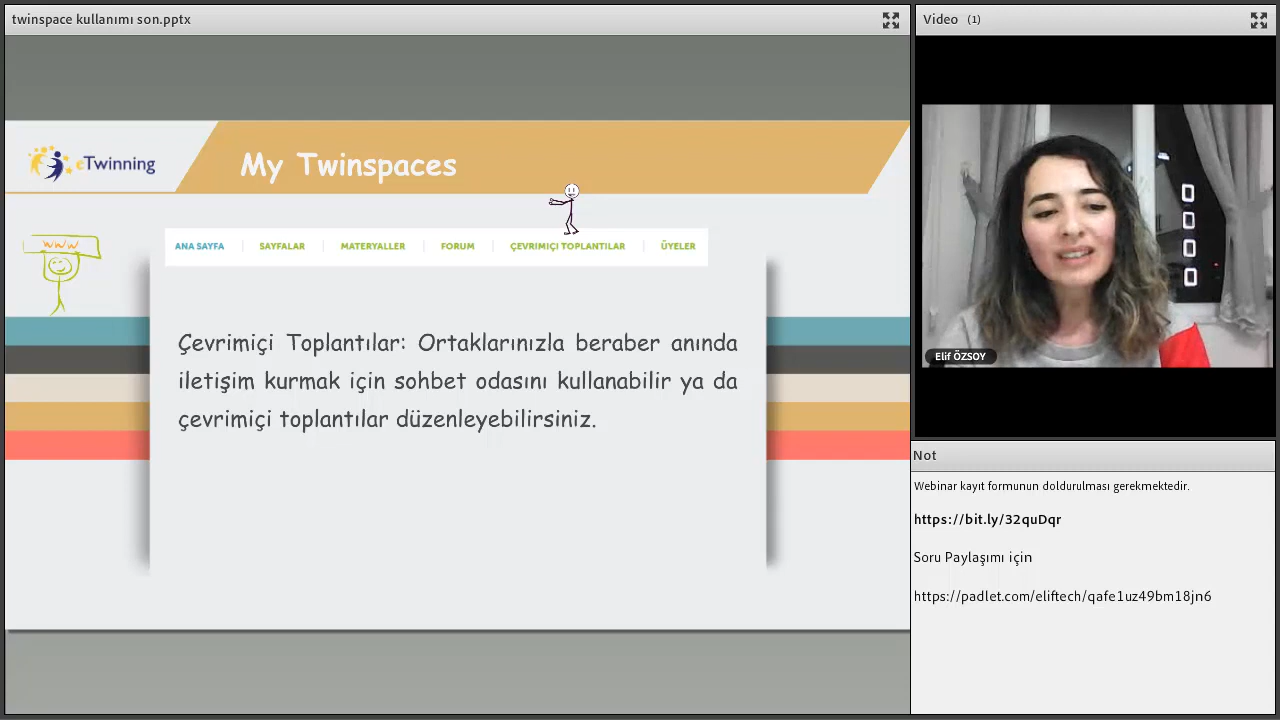 twinspace kullanımı son.pptx
Video (1)
eTwinning
My Twinspaces
www
ANA SAYFA SAYFALAR MATERYALLER FORUM ÇEVRIMIÇI TOPLANTILAR ÜYELER
Çevrimiçi Toplantılar: Ortaklarınızla beraber anında
iletişim kurmak için sohbet odasını kullanabilir ya da
çevrimiçi toplantılar düzenleyebilirsiniz.
Elif ÖZSOY
Not
Webinar kayıt formunun doldurulması gerekmektedir.
https://bit.ly/32quDqr
Soru Paylaşımı için
https://padlet.com/eliftech/qafe1uz49bm18jn6